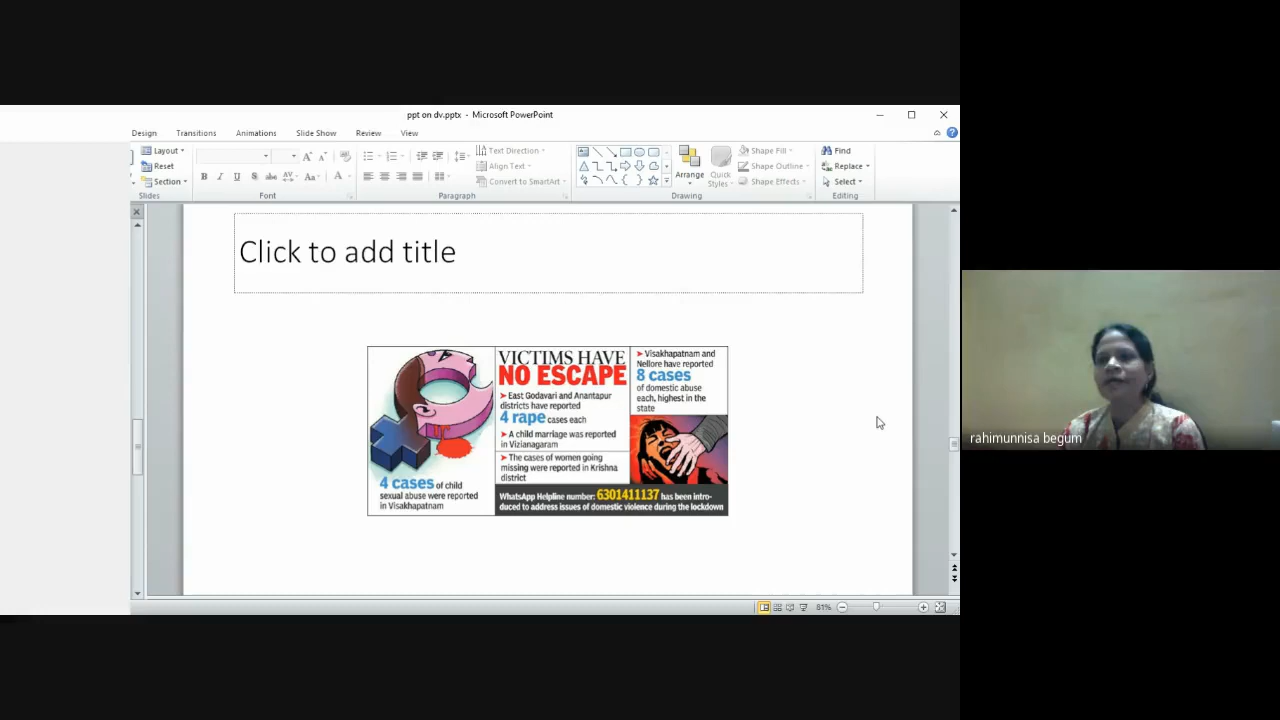 ppt on dv.pptx - Microsoft PowerPoint
Design Transitions Animations Slide Show Review View
Layout
Reset
Section
Slides
Font
Text Direction
Align Text
Convert to SmartArt
Paragraph
Arrange
Quick Styles
Shape Fill
Shape Outline
Shape Effects
Drawing
Find
Replace
Select
Editing
Click to add title
4 cases of child
sexual abuse were reported
in Visakhapatnam
VICTIMS HAVE
NO ESCAPE
East Godavari and Anantapur
districts have reported
4 rape cases each
A child marriage was reported
in Vizianagaram
The cases of women going
missing were reported in Krishna
district
Visakhapatnam and
Nellore have reported
8 cases
of domestic abuse
each, highest in the
state
WhatsApp Helpline number: 6301411137 has been intro-
duced to address issues of domestic violence during the lockdown
81%
rahimunnisa begum